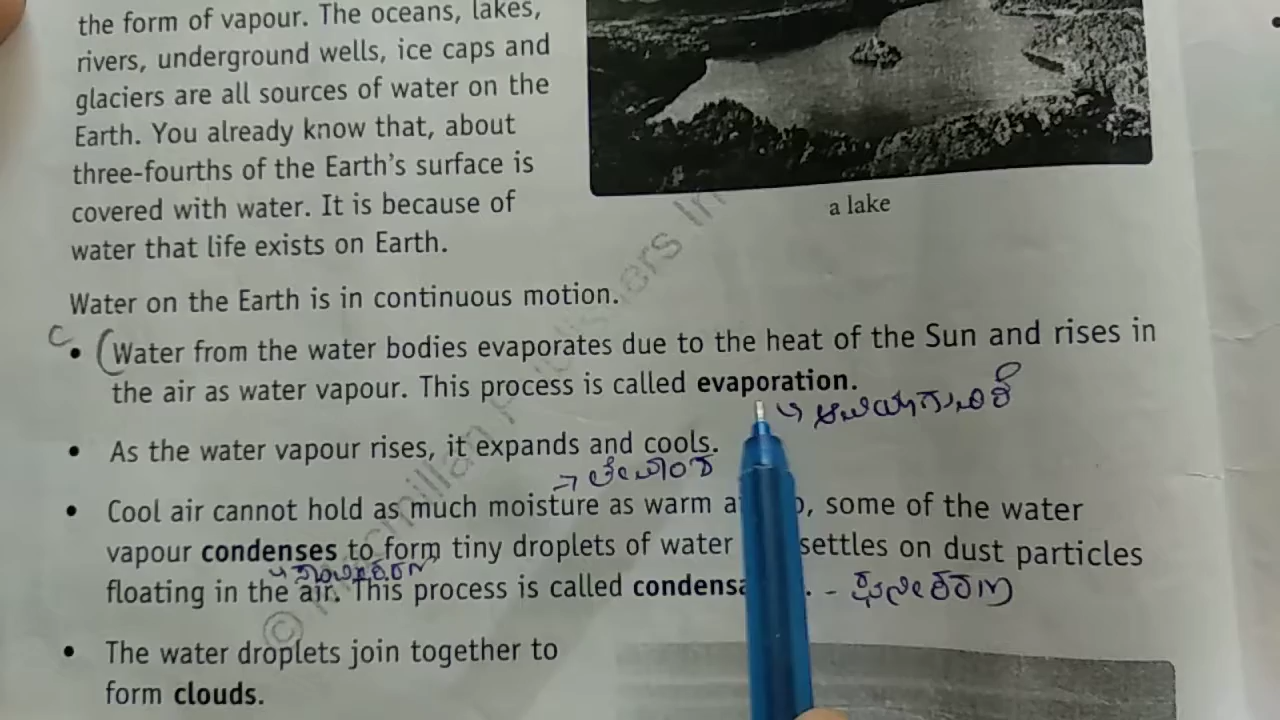 the form of vapour. The oceans, lakes,
rivers, underground wells, ice caps and
glaciers are all sources of water on the
Earth. You already know that, about
three-fourths of the Earth's surface is
covered with water. It is because of
water that life exists on Earth.
a lake
Water on the Earth is in continuous motion.
C
• (Water from the water bodies evaporates due to the heat of the Sun and rises in
the air as water vapour. This process is called evaporation.
• As the water vapour rises, it expands and cools.
→ ತೇವಾಂಶ
• Cool air cannot hold as much moisture as warm some of the water
vapour condenses to form tiny droplets of water settles on dust particles
floating in the air. This process is called - ಘನೀಕರಣ
• The water droplets join together to
form clouds.